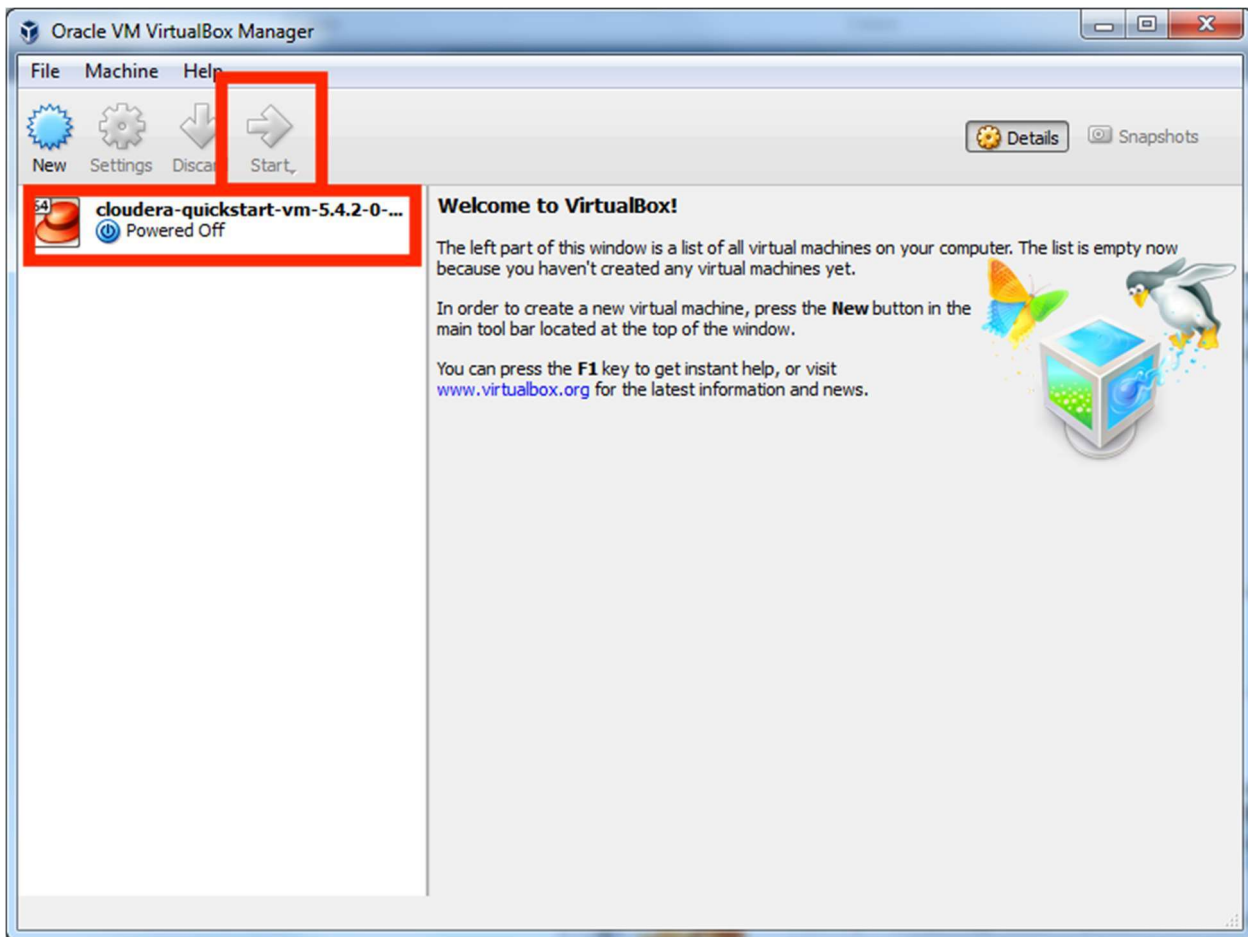 Oracle VM VirtualBox Manager
File Machine Help
New Settings Discar Start
Details Snapshots
64
cloudera-quickstart-vm-5.4.2-0-...
Powered Off
Welcome to VirtualBox!
The left part of this window is a list of all virtual machines on your computer. The list is empty now
because you haven't created any virtual machines yet.
In order to create a new virtual machine, press the New button in the
main tool bar located at the top of the window.
You can press the F1 key to get instant help, or visit
www.virtualbox.org for the latest information and news.